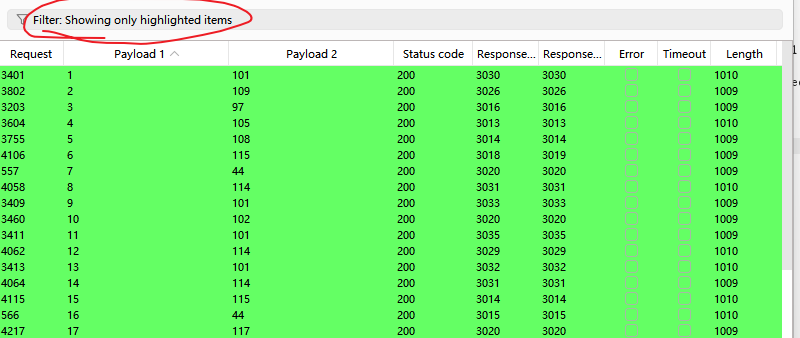 Filter: Showing only highlighted items
Request Payload 1 Payload 2 Status code Response... Response... Error Timeout Length
3401 1 101 200 3030 3030 1010
3802 2 109 200 3026 3026 1009
3203 3 97 200 3016 3016 1009
3604 4 105 200 3013 3013 1010
3755 5 108 200 3014 3014 1009
4106 6 115 200 3018 3019 1009
557 7 44 200 3020 3020 1009
4058 8 114 200 3031 3031 1010
3409 9 101 200 3033 3033 1009
3460 10 102 200 3020 3020 1009
3411 11 101 200 3035 3035 1009
4062 12 114 200 3029 3029 1010
3413 13 101 200 3032 3032 1010
4064 14 114 200 3031 3031 1010
4115 15 115 200 3014 3014 1010
566 16 44 200 3015 3015 1010
4217 17 117 200 3020 3020 1009